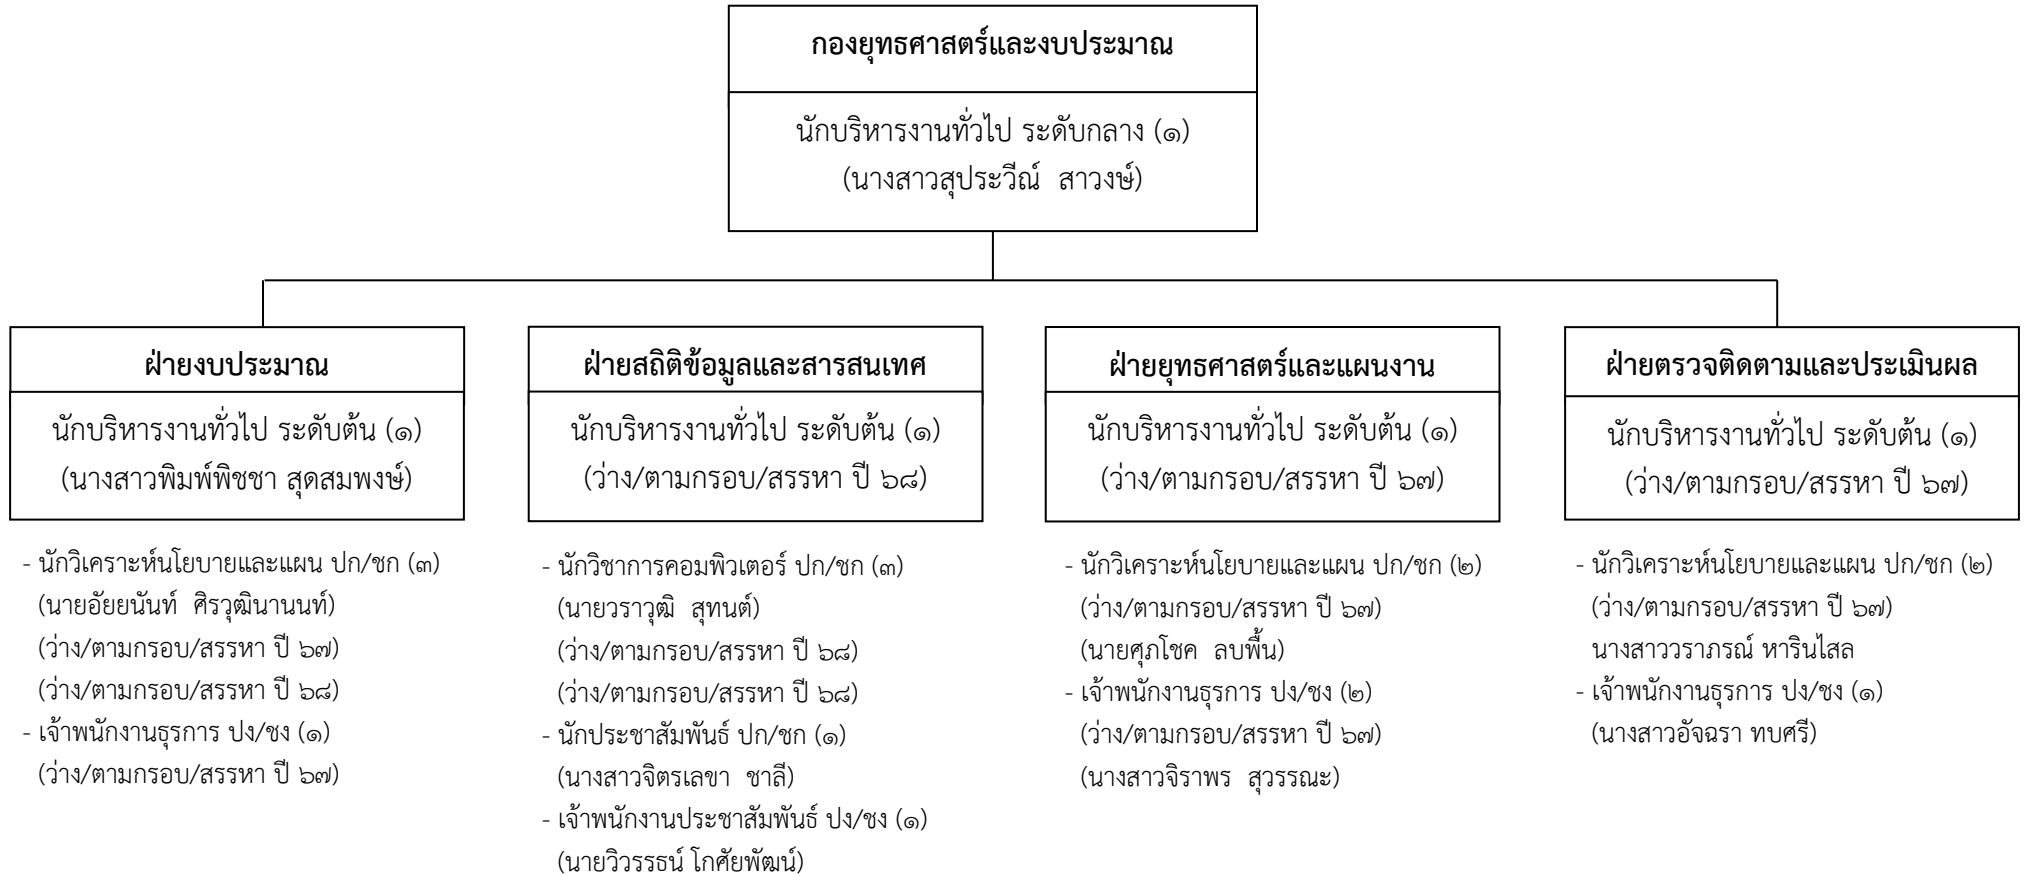 กองยุทธศาสตร์และงบประมาณ
นักบริหารงานทั่วไป ระดับกลาง (๑)
(นางสาวสุประวีณ์ สาวงษ์)
ฝ่ายงบประมาณ
นักบริหารงานทั่วไป ระดับต้น (๑)
(นางสาวพิมพ์พิชชา สุดสมพงษ์)
- นักวิเคราะห์นโยบายและแผน ปก/ชก (๓)
(นายอัยยนันท์ ศิรวุฒินานนท์)
(ว่าง/ตามกรอบ/สรรหา ปี ๖๗)
(ว่าง/ตามกรอบ/สรรหา ปี ๖๘)
- เจ้าพนักงานธุรการ ปง/ชง (๑)
(ว่าง/ตามกรอบ/สรรหา ปี ๖๗)
ฝ่ายสถิติข้อมูลและสารสนเทศ
นักบริหารงานทั่วไป ระดับต้น (๑)
(ว่าง/ตามกรอบ/สรรหา ปี ๖๘)
- นักวิชาการคอมพิวเตอร์ ปก/ชก (๓)
(นายวราวุฒิ สุทนต์)
(ว่าง/ตามกรอบ/สรรหา ปี ๖๘)
(ว่าง/ตามกรอบ/สรรหา ปี ๖๘)
- นักประชาสัมพันธ์ ปก/ชก (๑)
(นางสาวจิตรเลขา ชาลี)
- เจ้าพนักงานประชาสัมพันธ์ ปง/ชง (๑)
(นายวิวรรธน์ โกศัยพัฒน์)
ฝ่ายยุทธศาสตร์และแผนงาน
นักบริหารงานทั่วไป ระดับต้น (๑)
(ว่าง/ตามกรอบ/สรรหา ปี ๖๗)
- นักวิเคราะห์นโยบายและแผน ปก/ชก (๒)
(ว่าง/ตามกรอบ/สรรหา ปี ๖๗)
(นายศุภโชค ลบพื้น)
- เจ้าพนักงานธุรการ ปง/ชง (๒)
(ว่าง/ตามกรอบ/สรรหา ปี ๖๗)
(นางสาวจิราพร สุวรรณะ)
ฝ่ายตรวจติดตามและประเมินผล
นักบริหารงานทั่วไป ระดับต้น (๑)
(ว่าง/ตามกรอบ/สรรหา ปี ๖๗)
- นักวิเคราะห์นโยบายและแผน ปก/ชก (๒)
(ว่าง/ตามกรอบ/สรรหา ปี ๖๗)
นางสาววราภรณ์ หารินไสล
- เจ้าพนักงานธุรการ ปง/ชง (๑)
(นางสาวอัจฉรา ทบศรี)